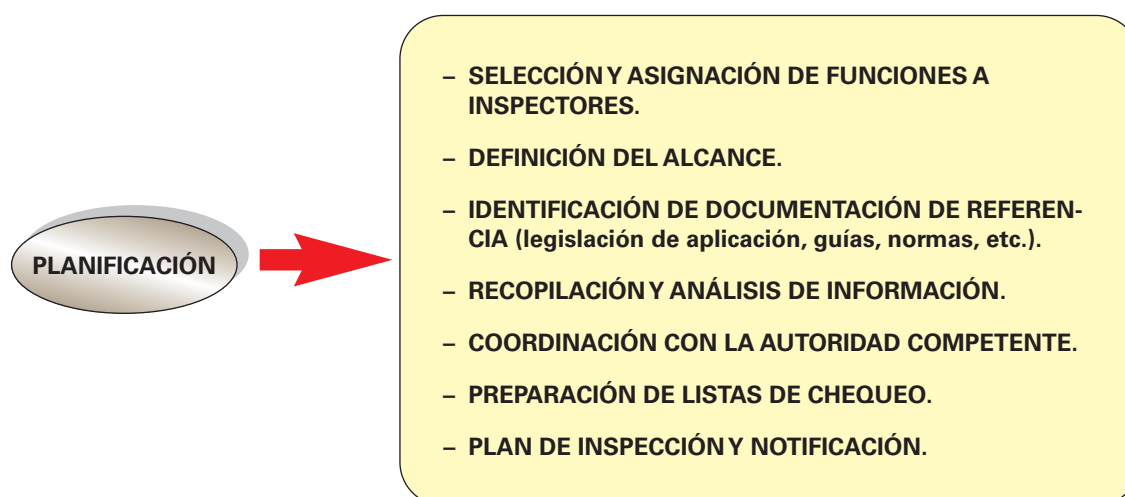 PLANIFICACIÓN
– SELECCIÓN Y ASIGNACIÓN DE FUNCIONES A
INSPECTORES.
– DEFINICIÓN DEL ALCANCE.
– IDENTIFICACIÓN DE DOCUMENTACIÓN DE REFEREN-
CIA (legislación de aplicación, guías, normas, etc.).
– RECOPILACIÓN Y ANÁLISIS DE INFORMACIÓN.
– COORDINACIÓN CON LA AUTORIDAD COMPETENTE.
– PREPARACIÓN DE LISTAS DE CHEQUEO.
– PLAN DE INSPECCIÓN Y NOTIFICACIÓN.